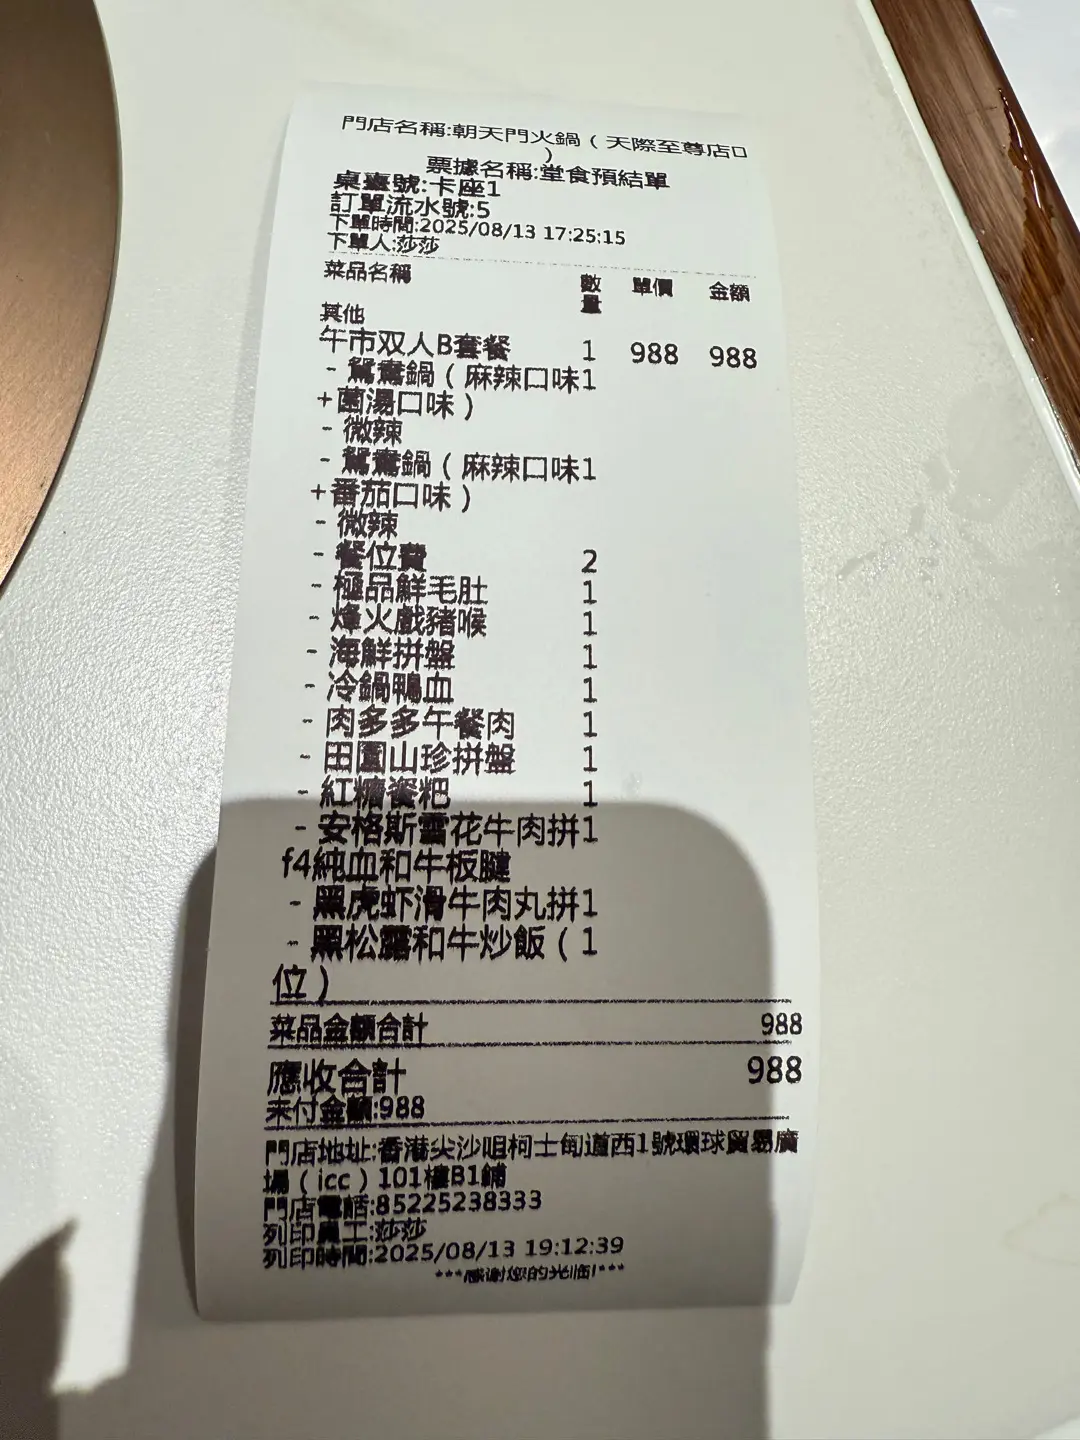 門店名稱:朝天門火鍋（天際至尊店口
）
票據名稱:堂食預結單
桌臺號:卡座1
訂單流水號:5
下單時間:2025/08/13 17:25:15
下單人:莎莎
菜品名稱 數量 單價 金額
其他
午市双人B套餐 1 988 988
- 鴛鴦鍋（麻辣口味1
+菌湯口味）
- 微辣
- 鴛鴦鍋（麻辣口味1
+番茄口味）
- 微辣
- 餐位費 2
- 極品鮮毛肚 1
- 烽火戲豬喉 1
- 海鮮拼盤 1
- 冷鍋鴨血 1
- 肉多多午餐肉 1
- 田園山珍拼盤 1
- 紅糖餈粑 1
- 安格斯雪花牛肉拼1
f4純血和牛板腱
- 黑虎虾滑牛肉丸拼1
- 黑松露和牛炒飯（1
位）
菜品金額合計 988
應收合計 988
未付金額:988
門店地址:香港尖沙咀柯士甸道西1號環球貿易廣
場（icc）101樓B1鋪
門店電話:85225238333
列印員工:莎莎
列印時間:2025/08/13 19:12:39
***感谢您的光临!***